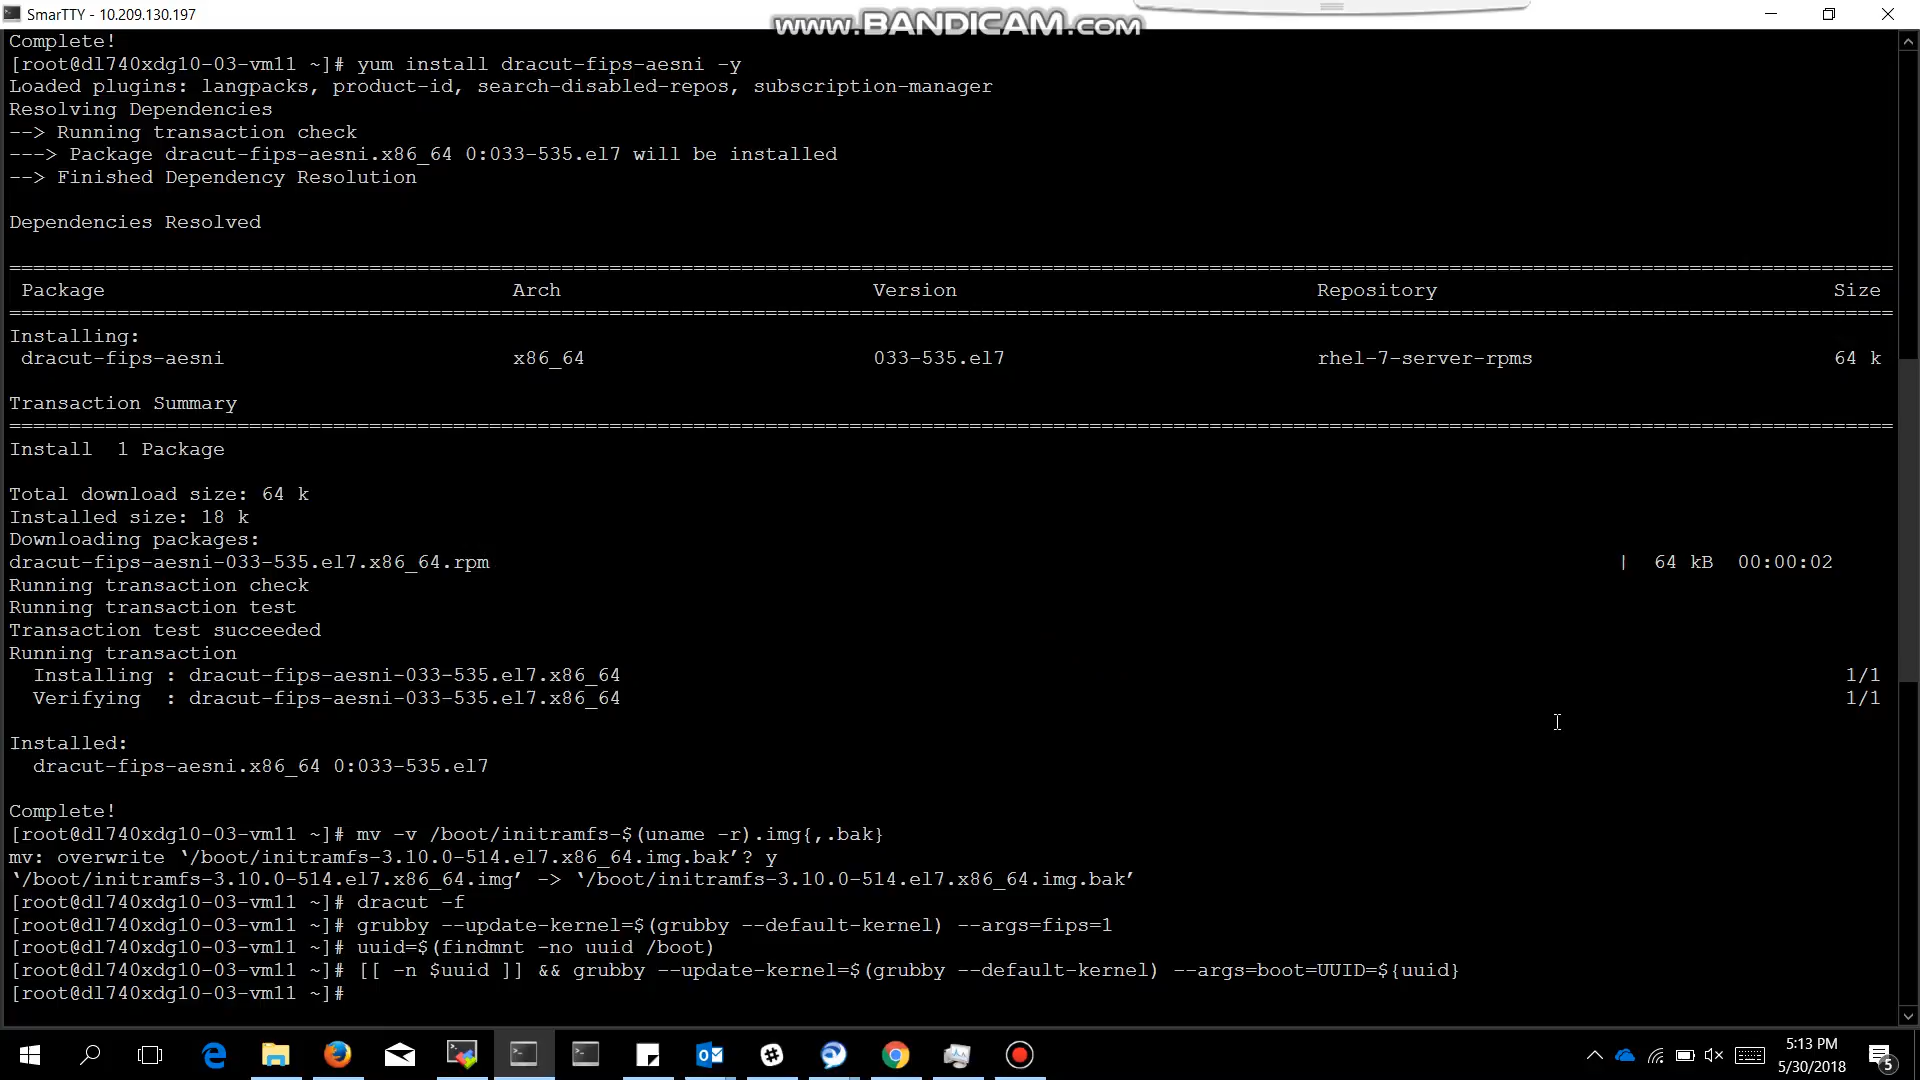 SmarTTY - 10.209.130.197
www.BANDICAM.com
Complete!
[root@dl740xdg10-03-vm11 ~]# yum install dracut-fips-aesni -y
Loaded plugins: langpacks, product-id, search-disabled-repos, subscription-manager
Resolving Dependencies
--> Running transaction check
---> Package dracut-fips-aesni.x86_64 0:033-535.el7 will be installed
--> Finished Dependency Resolution
Dependencies Resolved
================================================================================
Package Arch Version Repository Size
================================================================================
Installing:
dracut-fips-aesni x86_64 033-535.el7 rhel-7-server-rpms 64 k
Transaction Summary
================================================================================
Install  1 Package
Total download size: 64 k
Installed size: 18 k
Downloading packages:
dracut-fips-aesni-033-535.el7.x86_64.rpm | 64 kB 00:00:02
Running transaction check
Running transaction test
Transaction test succeeded
Running transaction
Installing : dracut-fips-aesni-033-535.el7.x86_64 1/1
Verifying  : dracut-fips-aesni-033-535.el7.x86_64 1/1
Installed:
dracut-fips-aesni.x86_64 0:033-535.el7
Complete!
[root@dl740xdg10-03-vm11 ~]# mv -v /boot/initramfs-$(uname -r).img{,.bak}
mv: overwrite ‘/boot/initramfs-3.10.0-514.el7.x86_64.img.bak’? y
‘/boot/initramfs-3.10.0-514.el7.x86_64.img’ -> ‘/boot/initramfs-3.10.0-514.el7.x86_64.img.bak’
[root@dl740xdg10-03-vm11 ~]# dracut -f
[root@dl740xdg10-03-vm11 ~]# grubby --update-kernel=$(grubby --default-kernel) --args=fips=1
[root@dl740xdg10-03-vm11 ~]# uuid=$(findmnt -no uuid /boot)
[root@dl740xdg10-03-vm11 ~]# [[ -n $uuid ]] && grubby --update-kernel=$(grubby --default-kernel) --args=boot=UUID=${uuid}
[root@dl740xdg10-03-vm11 ~]#
5:13 PM
5/30/2018
5